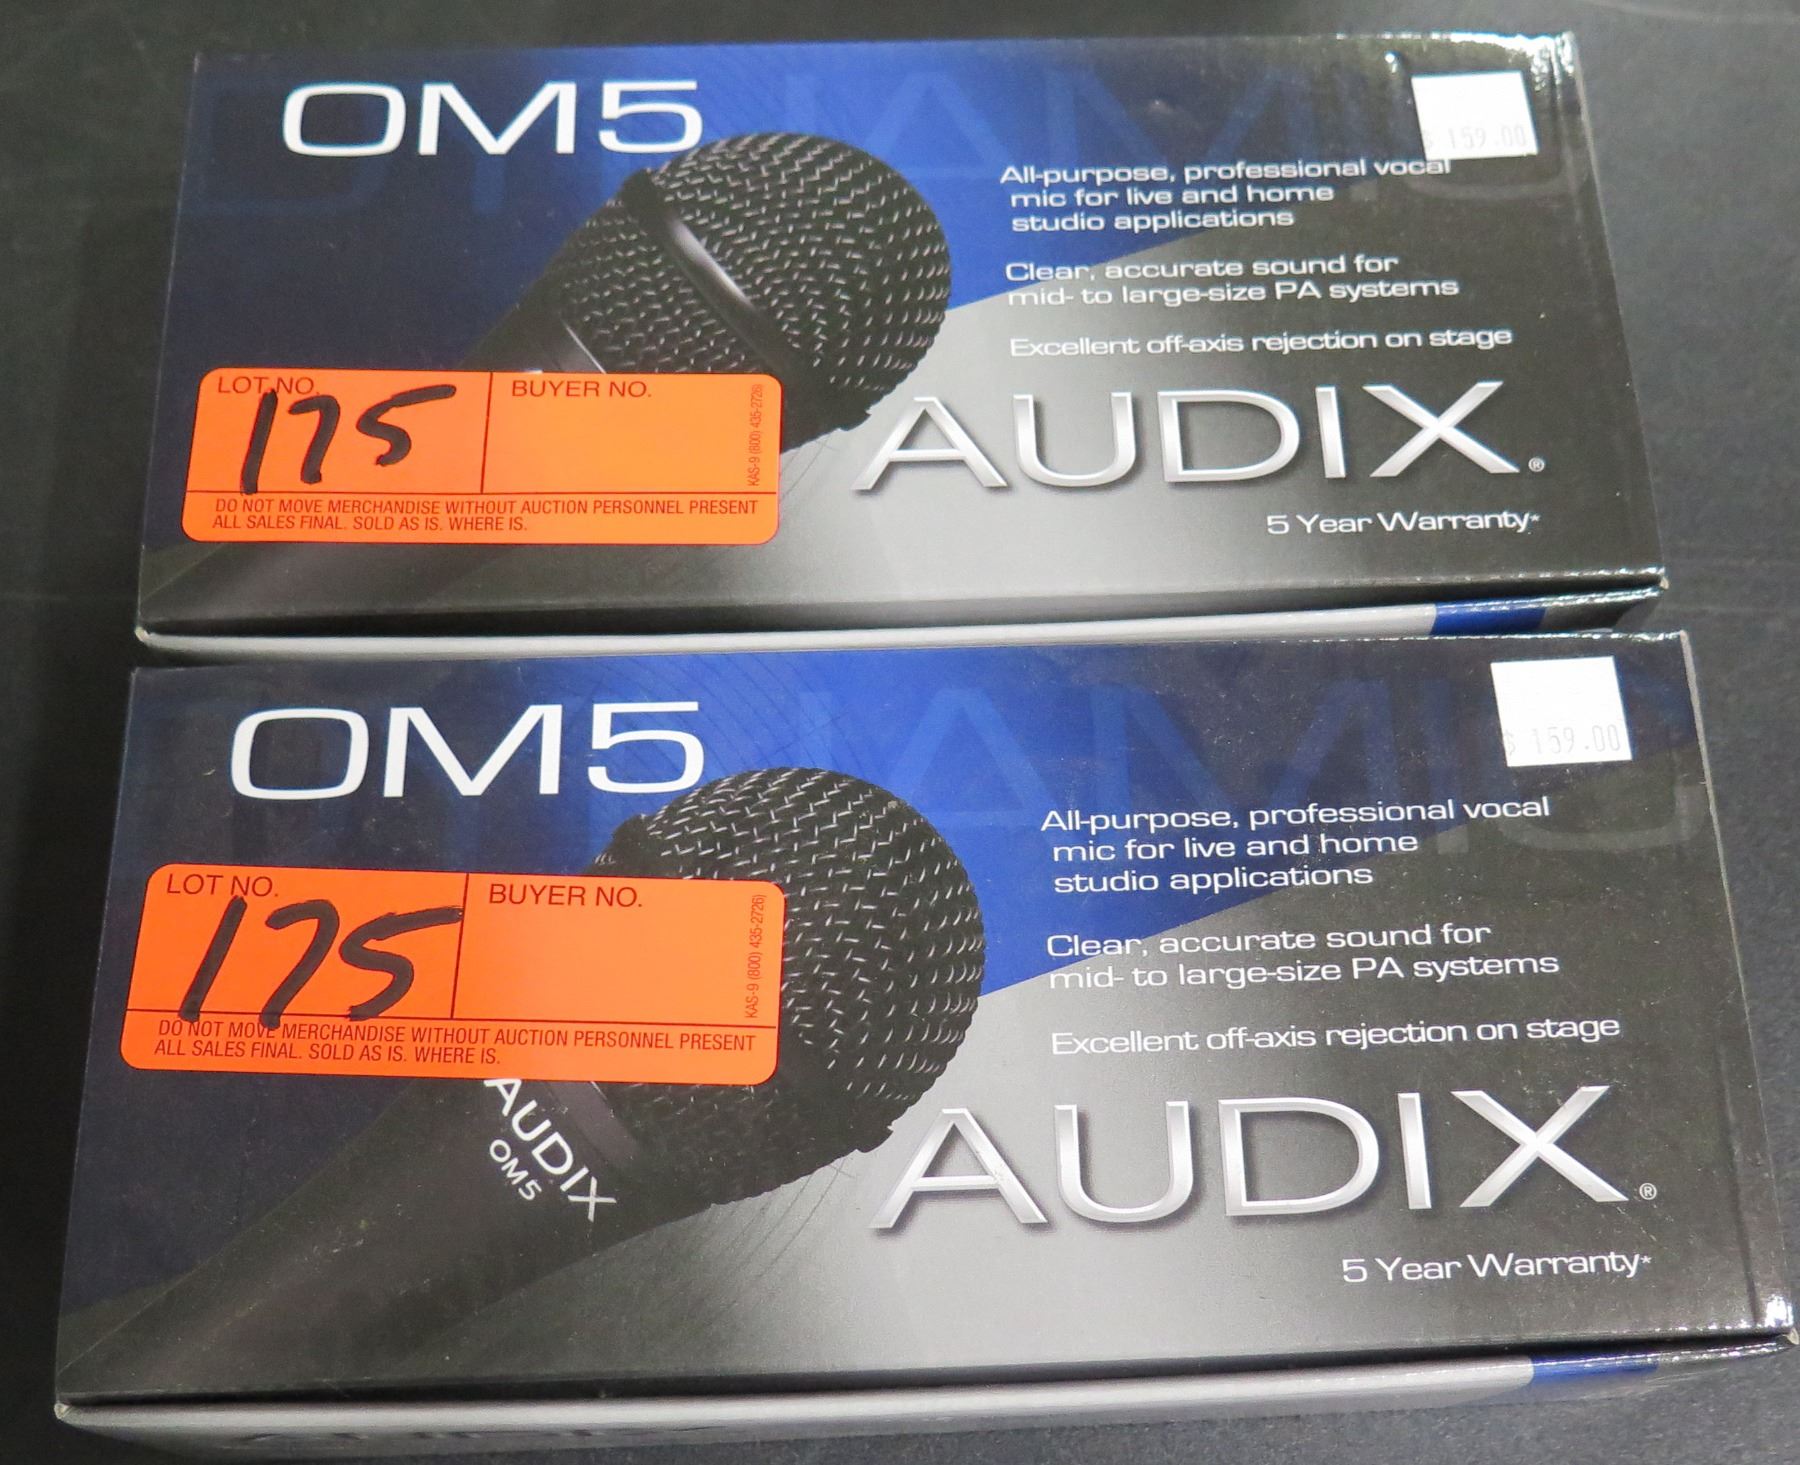 OM5
$ 159.00
All-purpose, professional vocal
mic for live and home
studio applications
Clear, accurate sound for
mid- to large-size PA systems
Excellent off-axis rejection on stage
LOT NO.
175
BUYER NO.
KAS-9 (800) 435-2726)
DO NOT MOVE MERCHANDISE WITHOUT AUCTION PERSONNEL PRESENT
ALL SALES FINAL. SOLD AS IS. WHERE IS.
AUDIX®
5 Year Warranty*
OM5
$ 159.00
All-purpose, professional vocal
mic for live and home
studio applications
Clear, accurate sound for
mid- to large-size PA systems
Excellent off-axis rejection on stage
LOT NO.
175
BUYER NO.
KAS-9 (800) 435-2726)
DO NOT MOVE MERCHANDISE WITHOUT AUCTION PERSONNEL PRESENT
ALL SALES FINAL. SOLD AS IS. WHERE IS.
AUDIX
OM5
AUDIX®
5 Year Warranty*